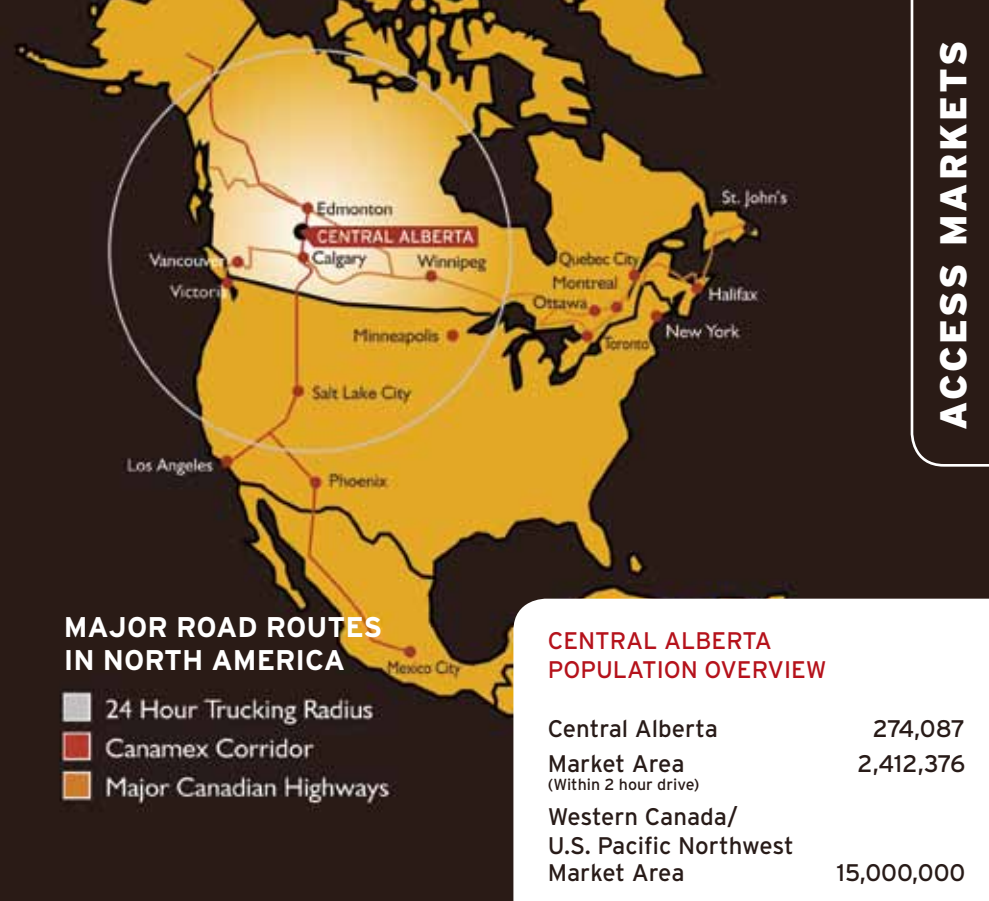 ACCESS MARKETS
St. John's
Edmonton
CENTRAL ALBERTA
Vancouver
Calgary
Winnipeg
Quebec City
Victoria
Montreal
Ottawa
Halifax
Minneapolis
Toronto
New York
Salt Lake City
Los Angeles
Phoenix
Mexico City
MAJOR ROAD ROUTES
IN NORTH AMERICA
24 Hour Trucking Radius
Canamex Corridor
Major Canadian Highways
CENTRAL ALBERTA
POPULATION OVERVIEW
Central Alberta 274,087
Market Area 2,412,376
(Within 2 hour drive)
Western Canada/
U.S. Pacific Northwest
Market Area 15,000,000